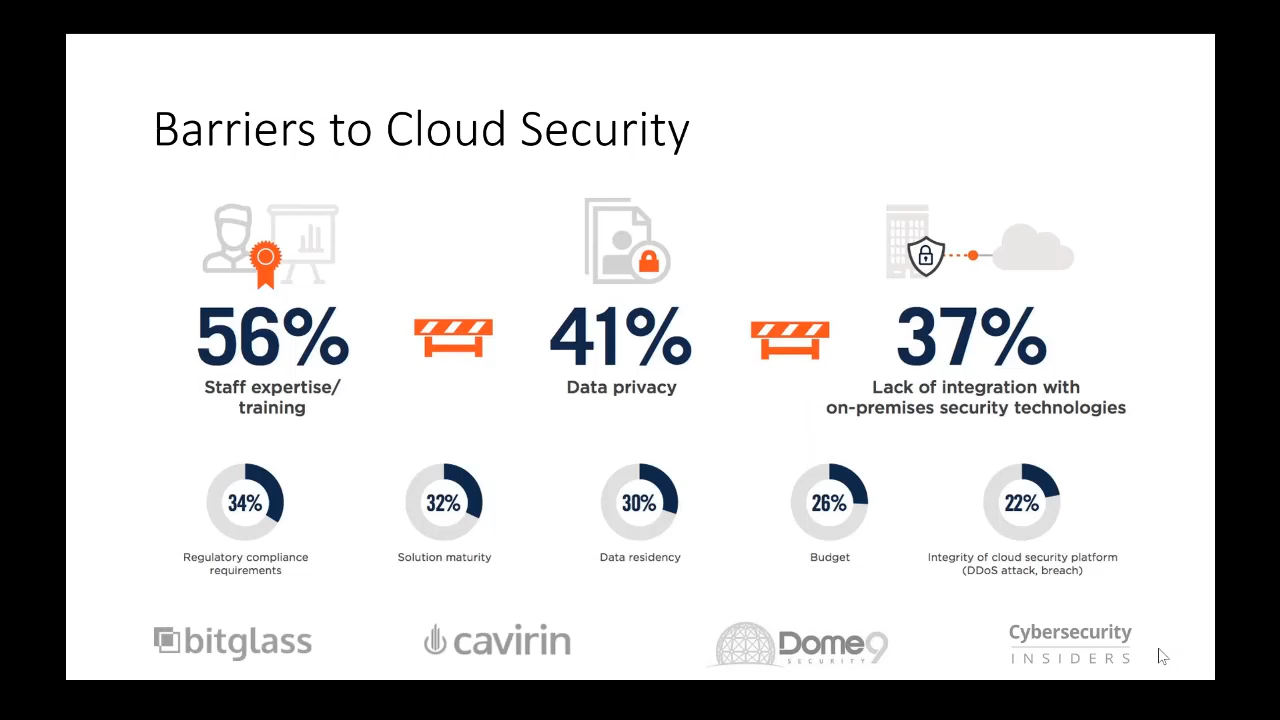 Barriers to Cloud Security
56%
41%
37%
Staff expertise/
training
Data privacy
Lack of integration with
on-premises security technologies
34%
32%
30%
26%
22%
Regulatory compliance
requirements
Solution maturity
Data residency
Budget
Integrity of cloud security platform
(DDoS attack, breach)
bitglass
cavirin
Dome9
SECURITY
Cybersecurity
INSIDERS